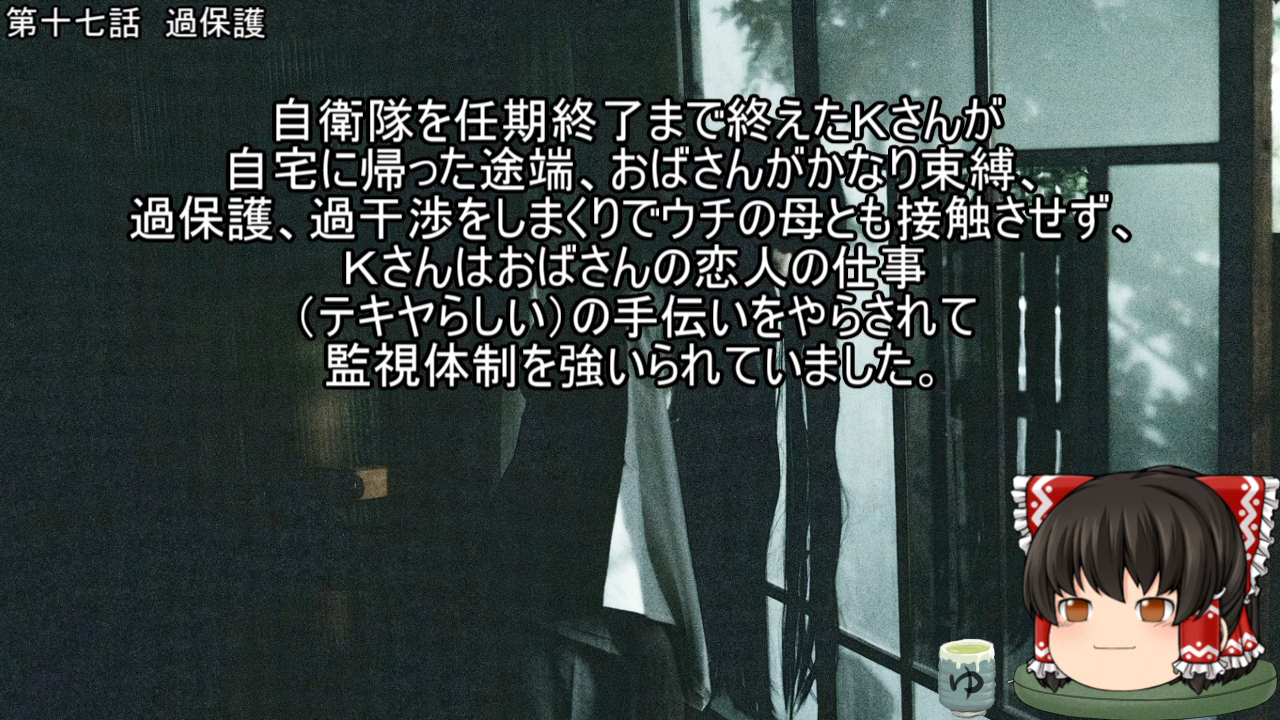 第十七話　過保護
自衛隊を任期終了まで終えたKさんが
自宅に帰った途端、おばさんがかなり束縛、
過保護、過干渉をしまくりでウチの母とも接触させず、
Kさんはおばさんの恋人の仕事
（テキヤらしい）の手伝いをやらされて
監視体制を強いられていました。
ゆ